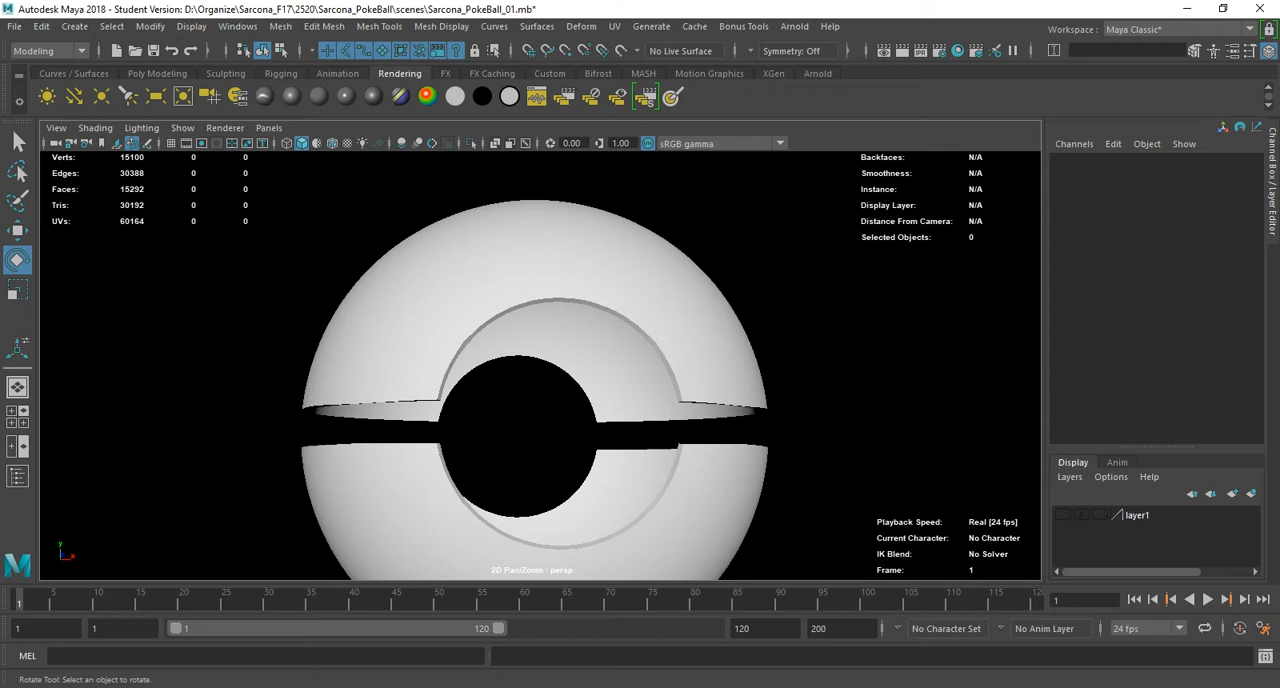 Autodesk Maya 2018 - Student Version: D:\Organize\Sarcona_F17\2520\Sarcona_PokeBall\scenes\Sarcona_PokeBall_01.mb*
File Edit Create Select Modify Display Windows Mesh Edit Mesh Mesh Tools Mesh Display Curves Surfaces Deform UV Generate Cache Bonus Tools Arnold Help Workspace : Maya Classic*
Modeling No Live Surface Symmetry: Off
Curves / Surfaces Poly Modeling Sculpting Rigging Animation Rendering FX FX Caching Custom Bifrost MASH Motion Graphics XGen Arnold
View Shading Lighting Show Renderer Panels
0.00 1.00 sRGB gamma
Channels Edit Object Show
Channel Box / Layer Editor
Verts: 15100 0 0
Edges: 30388 0 0
Faces: 15292 0 0
Tris: 30192 0 0
UVs: 60164 0 0
Backfaces: N/A
Smoothness: N/A
Instance: N/A
Display Layer: N/A
Distance From Camera: N/A
Selected Objects: 0
Display Anim
Layers Options Help
R layer1
Playback Speed: Real [24 fps]
Current Character: No Character
IK Blend: No Solver
Frame: 1
y
x
2D Pan/Zoom : persp
1 5 10 15 20 25 30 35 40 45 50 55 60 65 70 75 80 85 90 95 100 105 110 115 120
1
1 1 1 120 120 200 No Character Set No Anim Layer 24 fps
MEL
Rotate Tool: Select an object to rotate.